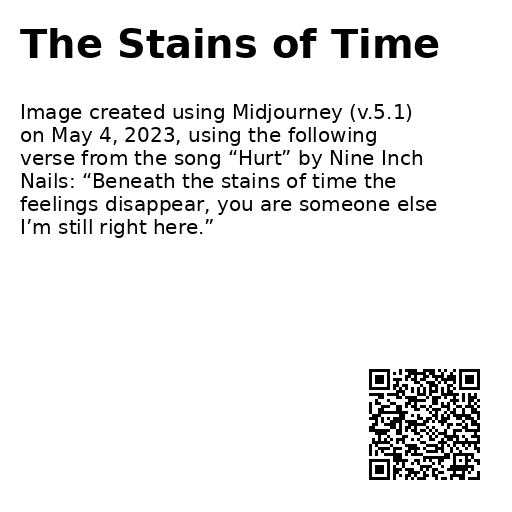 The Stains of Time
Image created using Midjourney (v.5.1)
on May 4, 2023, using the following
verse from the song “Hurt” by Nine Inch
Nails: “Beneath the stains of time the
feelings disappear, you are someone else
I’m still right here.”